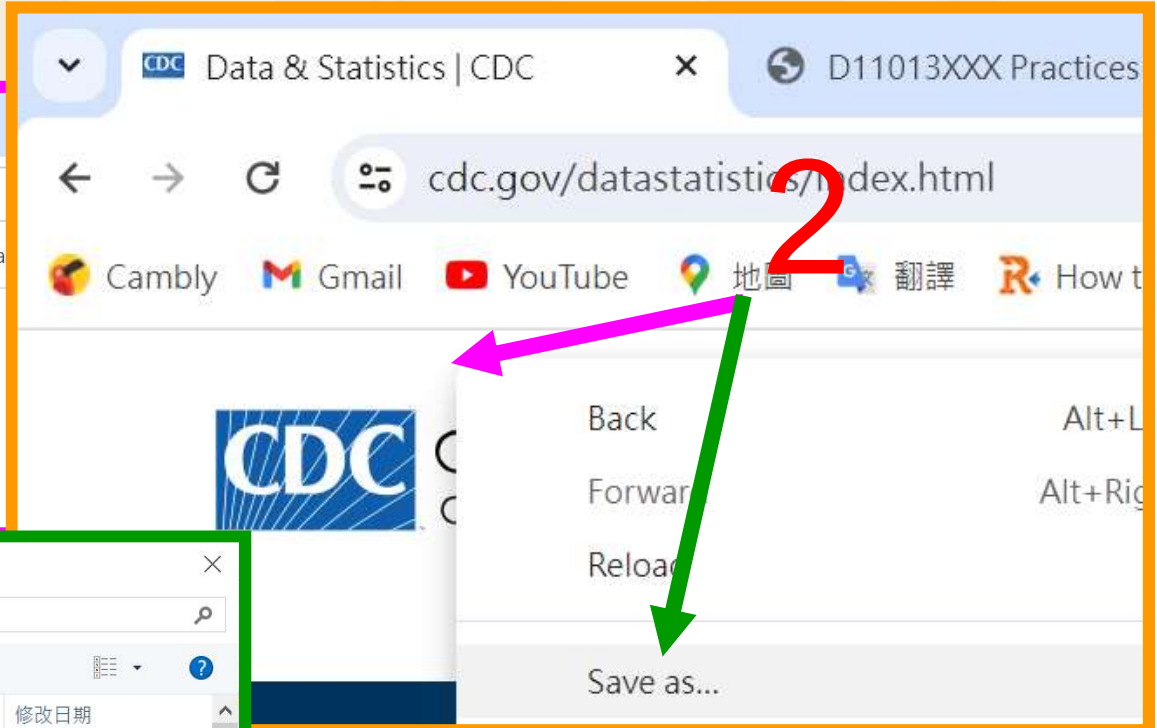 Data & Statistics | CDC
D11013XXX Practices
cdc.gov/datastatistics/index.html
2
Cambly Gmail YouTube 地圖 翻譯 How t
Back Alt+L
CDC C
Forward Alt+Rig
C
Reload
Save as...
修改日期